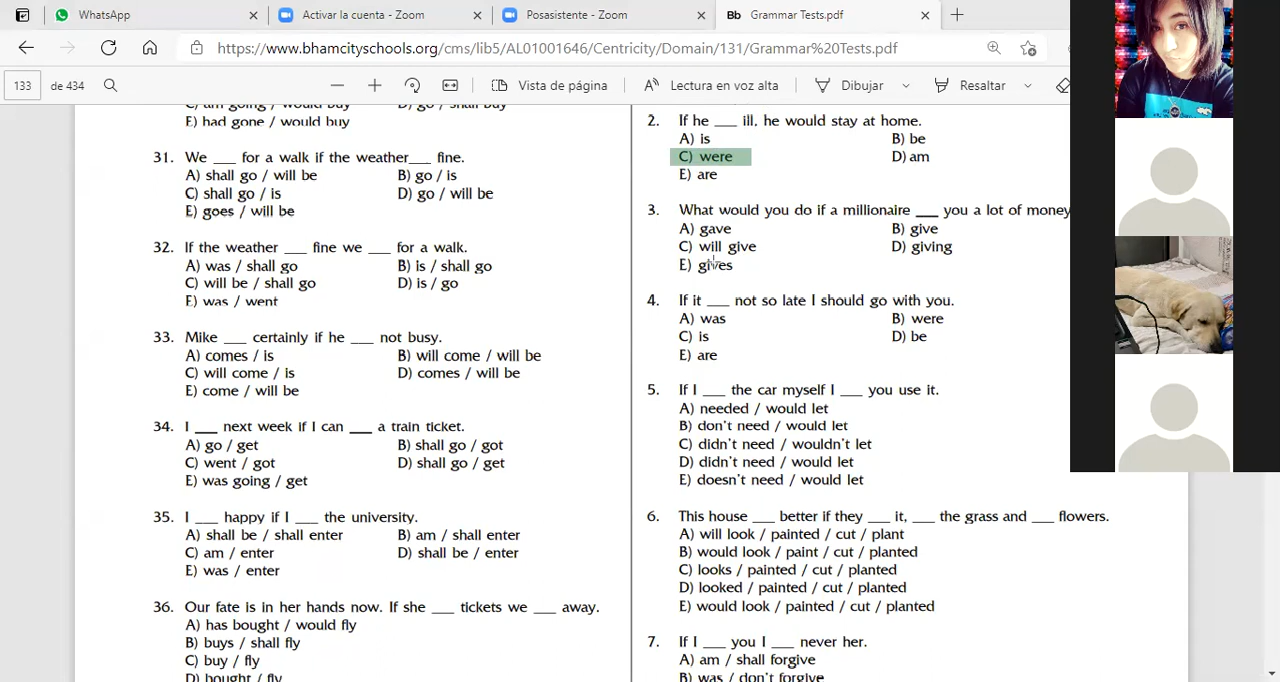 WhatsApp
Activar la cuenta - Zoom
Posasistente - Zoom
Bb Grammar Tests.pdf
https://www.bhamcityschools.org/cms/lib5/AL01001646/Centricity/Domain/131/Grammar%20Tests.pdf
133 de 434
Vista de página
Lectura en voz alta
Dibujar
Resaltar
C) am going / would buy D) go / shall buy
E) had gone / would buy
31. We ___ for a walk if the weather___ fine.
A) shall go / will be B) go / is
C) shall go / is D) go / will be
E) goes / will be
32. If the weather ___ fine we ___ for a walk.
A) was / shall go B) is / shall go
C) will be / shall go D) is / go
E) was / went
33. Mike ___ certainly if he ___ not busy.
A) comes / is B) will come / will be
C) will come / is D) comes / will be
E) come / will be
34. I ___ next week if I can ___ a train ticket.
A) go / get B) shall go / got
C) went / got D) shall go / get
E) was going / get
35. I ___ happy if I ___ the university.
A) shall be / shall enter B) am / shall enter
C) am / enter D) shall be / enter
E) was / enter
36. Our fate is in her hands now. If she ___ tickets we ___ away.
A) has bought / would fly
B) buys / shall fly
C) buy / fly
D) bought / fly
2. If he ___ ill, he would stay at home.
A) is B) be
C) were D) am
E) are
3. What would you do if a millionaire ___ you a lot of money
A) gave B) give
C) will give D) giving
E) gives
4. If it ___ not so late I should go with you.
A) was B) were
C) is D) be
E) are
5. If I ___ the car myself I ___ you use it.
A) needed / would let
B) don't need / would let
C) didn't need / wouldn't let
D) didn't need / would let
E) doesn't need / would let
6. This house ___ better if they ___ it, ___ the grass and ___ flowers.
A) will look / painted / cut / plant
B) would look / paint / cut / planted
C) looks / painted / cut / planted
D) looked / painted / cut / planted
E) would look / painted / cut / planted
7. If I ___ you I ___ never her.
A) am / shall forgive
B) was / don't forgive